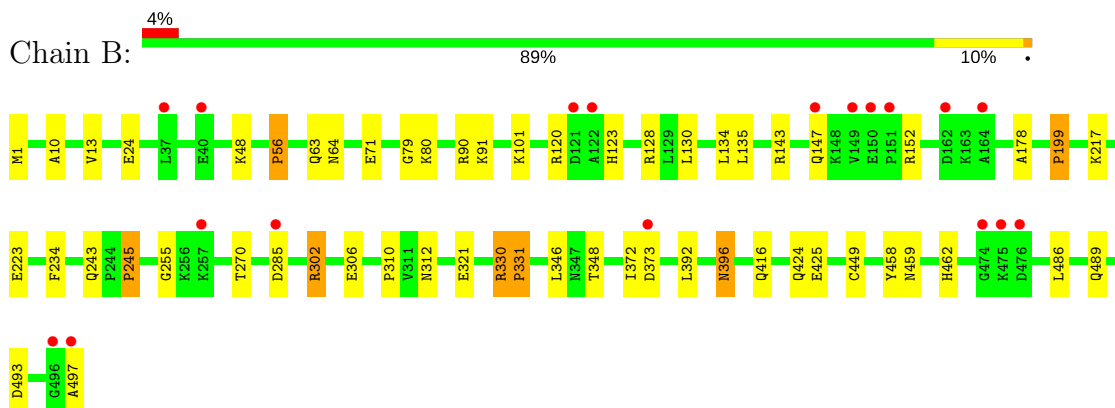 4%
Chain B:
89% 10% •
M1 A10 V13 E24 L37 E40 K48 P56 Q63 N64 E71 G79 K80 R90 K91 K101 R120 D121 A122 H123 R128 L129 L130 L134 L135 R143 Q147 K148 V149 E150 P151 R152 D162 K163 A164 A178 P199 K217
E223 F234 Q243 P244 P245 G255 K256 K257 T270 D285 R302 E306 P310 V311 N312 E321 R330 P331 L346 N347 T348 I372 D373 L392 N396 Q416 Q424 E425 C449 Y458 N459 H462 G474 K475 D476 L486 Q489
D493 G496 A497